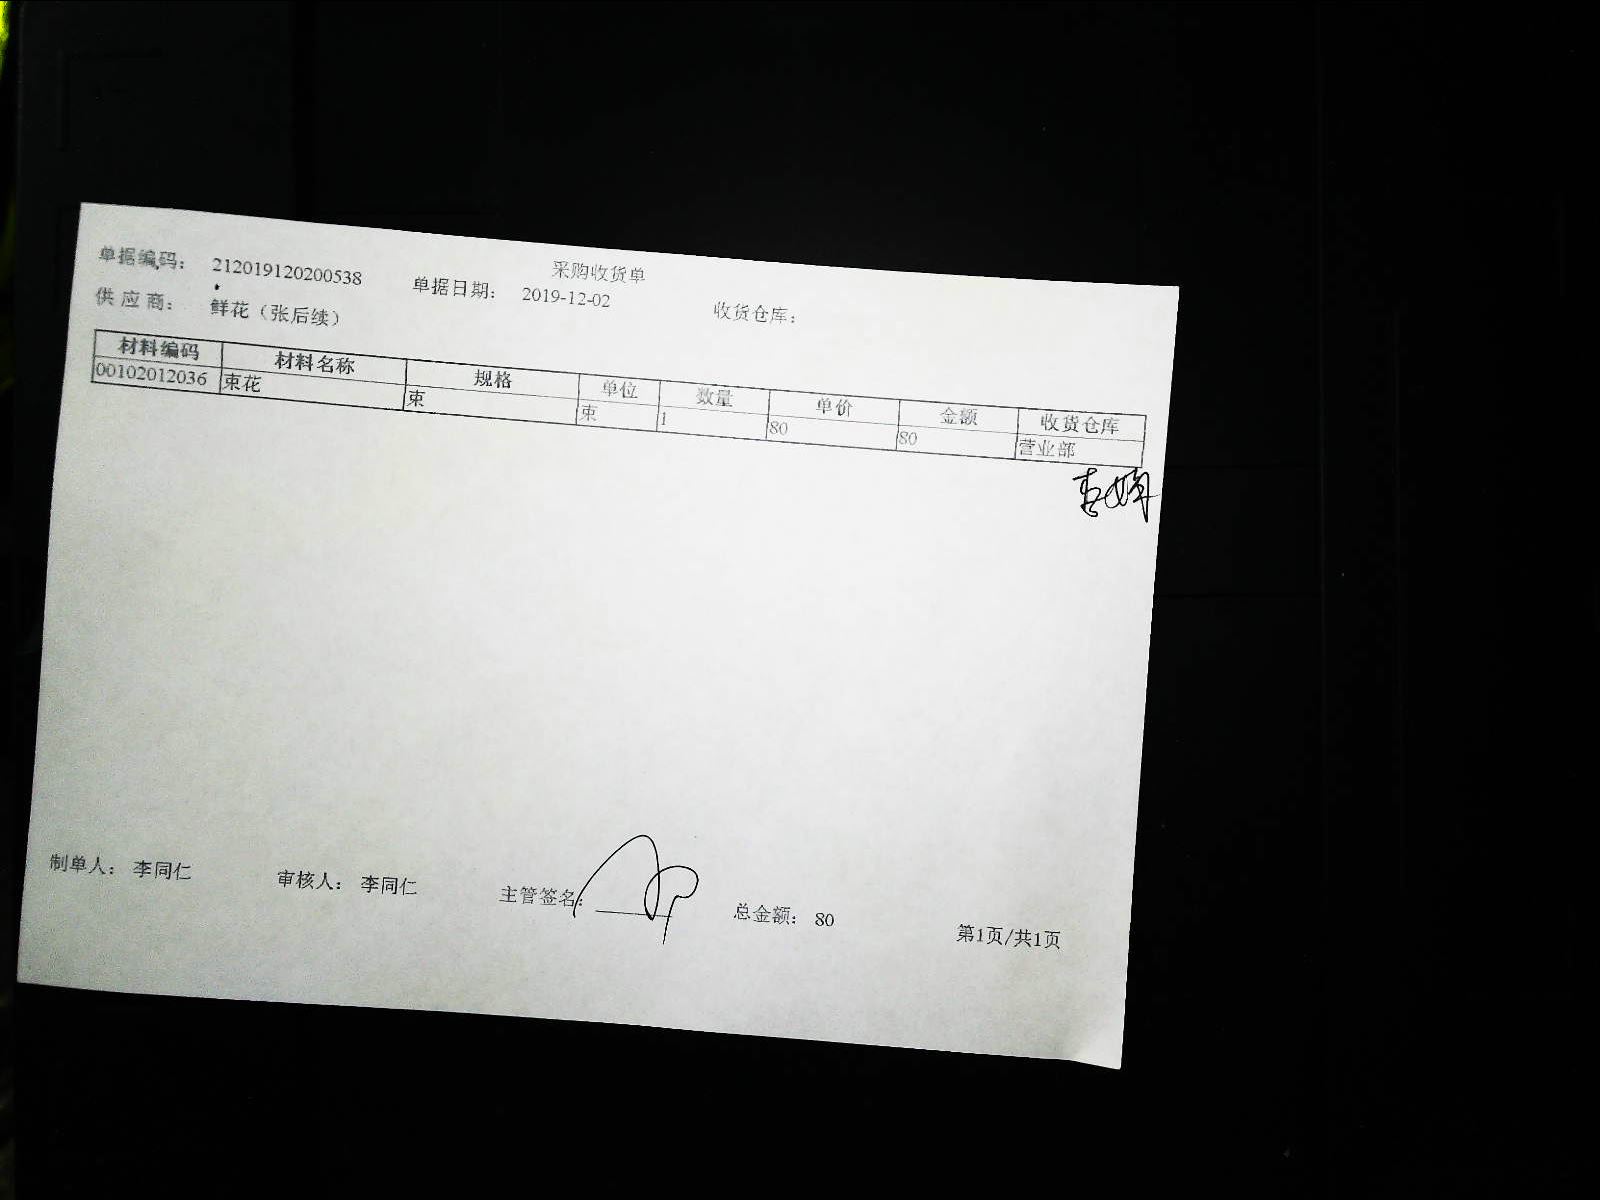 采购收货单
单据编码： 212019120200538 单据日期： 2019-12-02 收货仓库：
供应商： 鲜花（张后续）
材料编码 材料名称 规格 单位 数量 单价 金额 收货仓库
00102012036 束花 束 束 1 80 80 营业部
制单人： 李同仁 审核人： 李同仁 主管签名： 总金额： 80 第1页/共1页